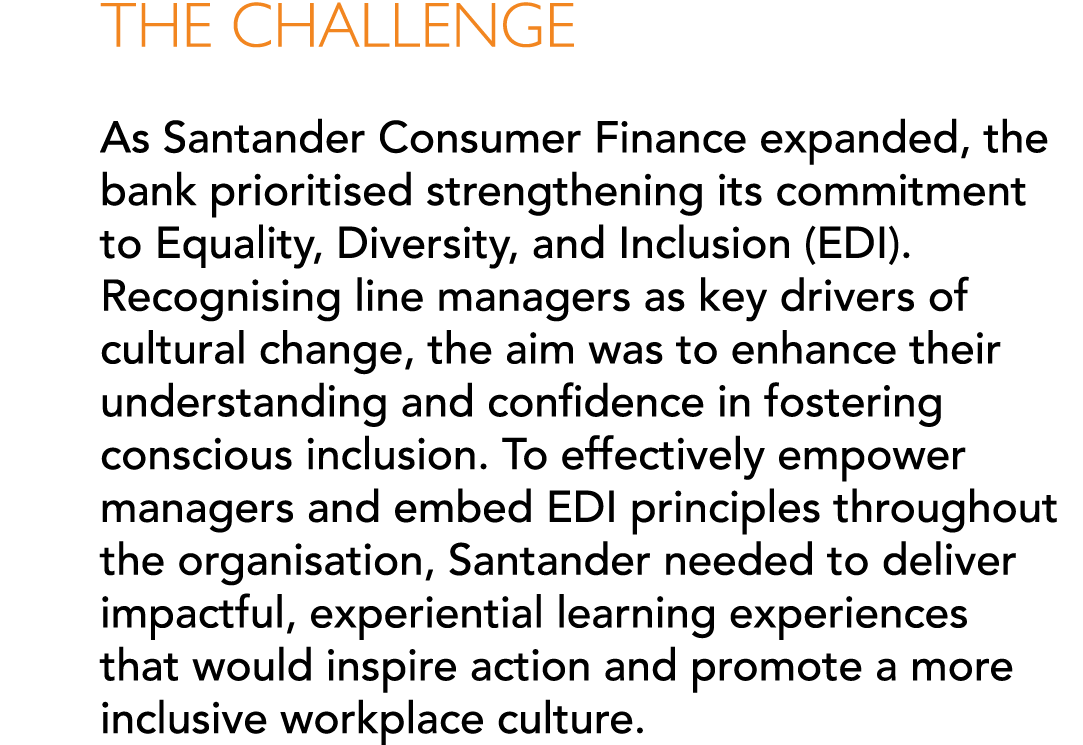 THE CHALLENGE
As Santander Consumer Finance expanded, the
bank prioritised strengthening its commitment
to Equality, Diversity, and Inclusion (EDI).
Recognising line managers as key drivers of
cultural change, the aim was to enhance their
understanding and confidence in fostering
conscious inclusion. To effectively empower
managers and embed EDI principles throughout
the organisation, Santander needed to deliver
impactful, experiential learning experiences
that would inspire action and promote a more
inclusive workplace culture.